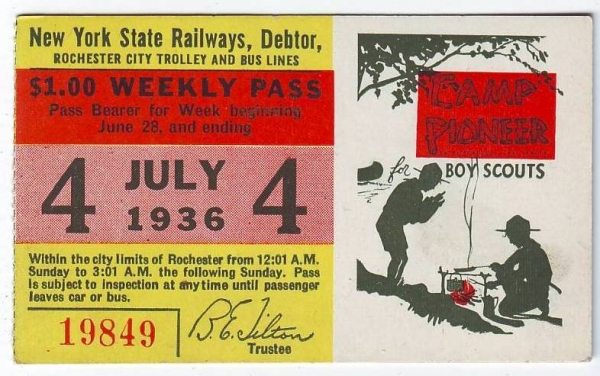 New York State Railways, Debtor,
ROCHESTER CITY TROLLEY AND BUS LINES
$1.00 WEEKLY PASS
Pass Bearer for Week beginning
June 28, and ending
4 JULY 1936 4
Within the city limits of Rochester from 12:01 A.M.
Sunday to 3:01 A.M. the following Sunday. Pass
is subject to inspection at anytime until passenger
leaves car or bus.
19849
B.E. Tilton
Trustee
CAMP
PIONEER
for BOY SCOUTS